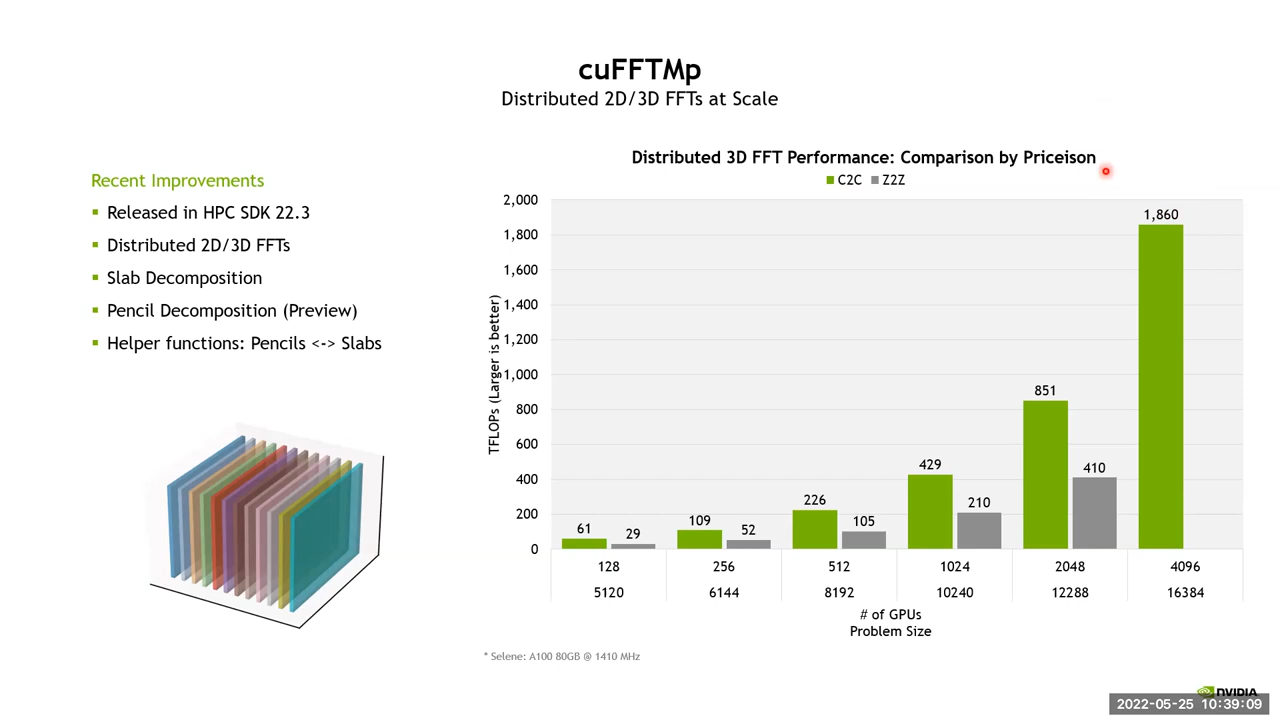 cuFFTMp
Distributed 2D/3D FFTs at Scale
Recent Improvements
▪ Released in HPC SDK 22.3
▪ Distributed 2D/3D FFTs
▪ Slab Decomposition
▪ Pencil Decomposition (Preview)
▪ Helper functions: Pencils <-> Slabs
Distributed 3D FFT Performance: Comparison by Priceison
C2C Z2Z
TFLOPs (Larger is better)
2,000
1,800
1,600
1,400
1,200
1,000
800
600
400
200
0
61 29 109 52 226 105 429 210 851 410 1,860
128 256 512 1024 2048 4096
5120 6144 8192 10240 12288 16384
# of GPUs
Problem Size
* Selene: A100 80GB @ 1410 MHz
NVIDIA
2022-05-25 10:39:09